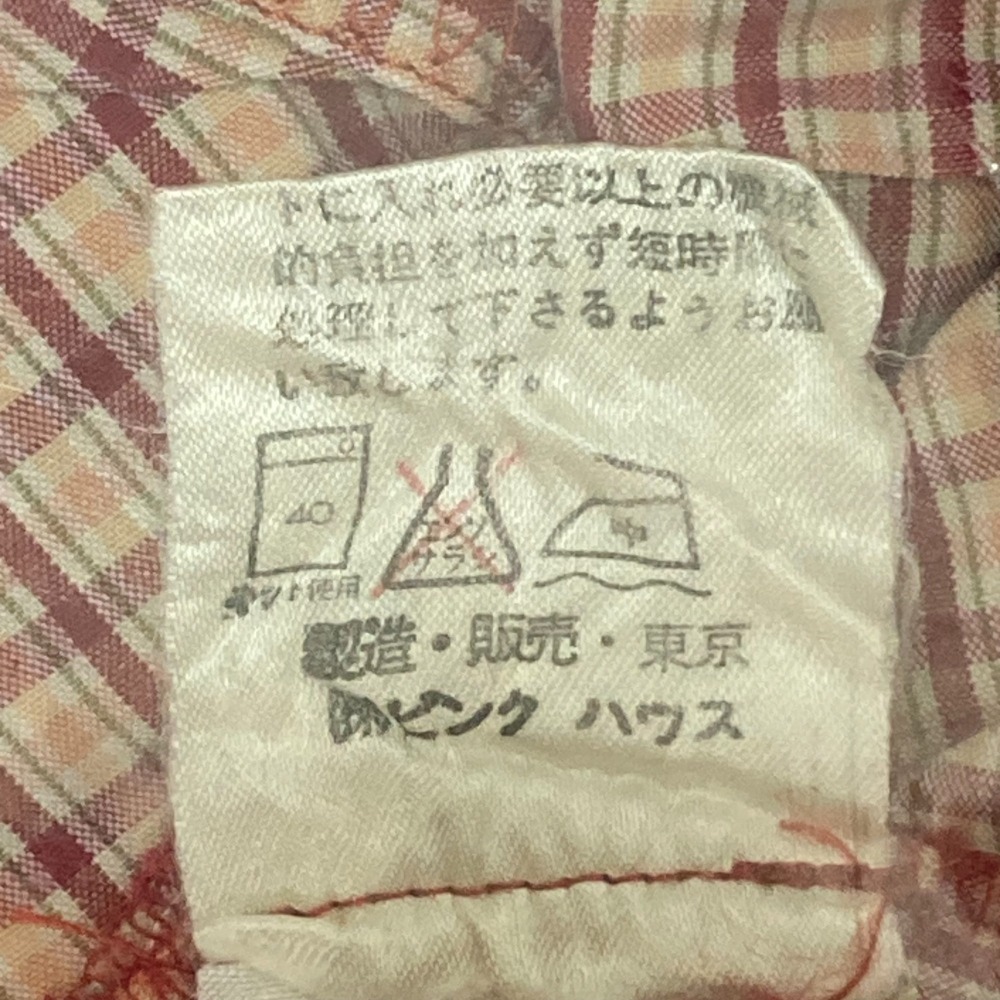 トに入れ必要以上の機械
的負担を加えず短時間に
処理して下さるようお願
い致します。
40
エンソ
サラシ
中
ネット使用
製造・販売・東京
㈱ピンク ハウス